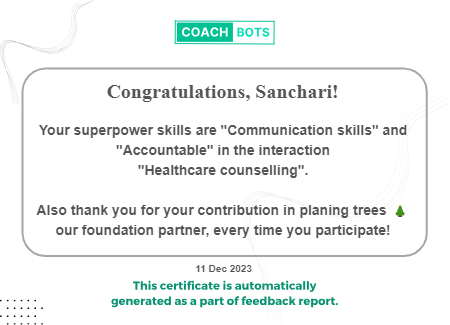 COACH BOTS
Congratulations, Sanchari!
Your superpower skills are "Communication skills" and
"Accountable" in the interaction
"Healthcare counselling".
Also thank you for your contribution in planing trees 🌲
our foundation partner, every time you participate!
11 Dec 2023
This certificate is automatically
generated as a part of feedback report.